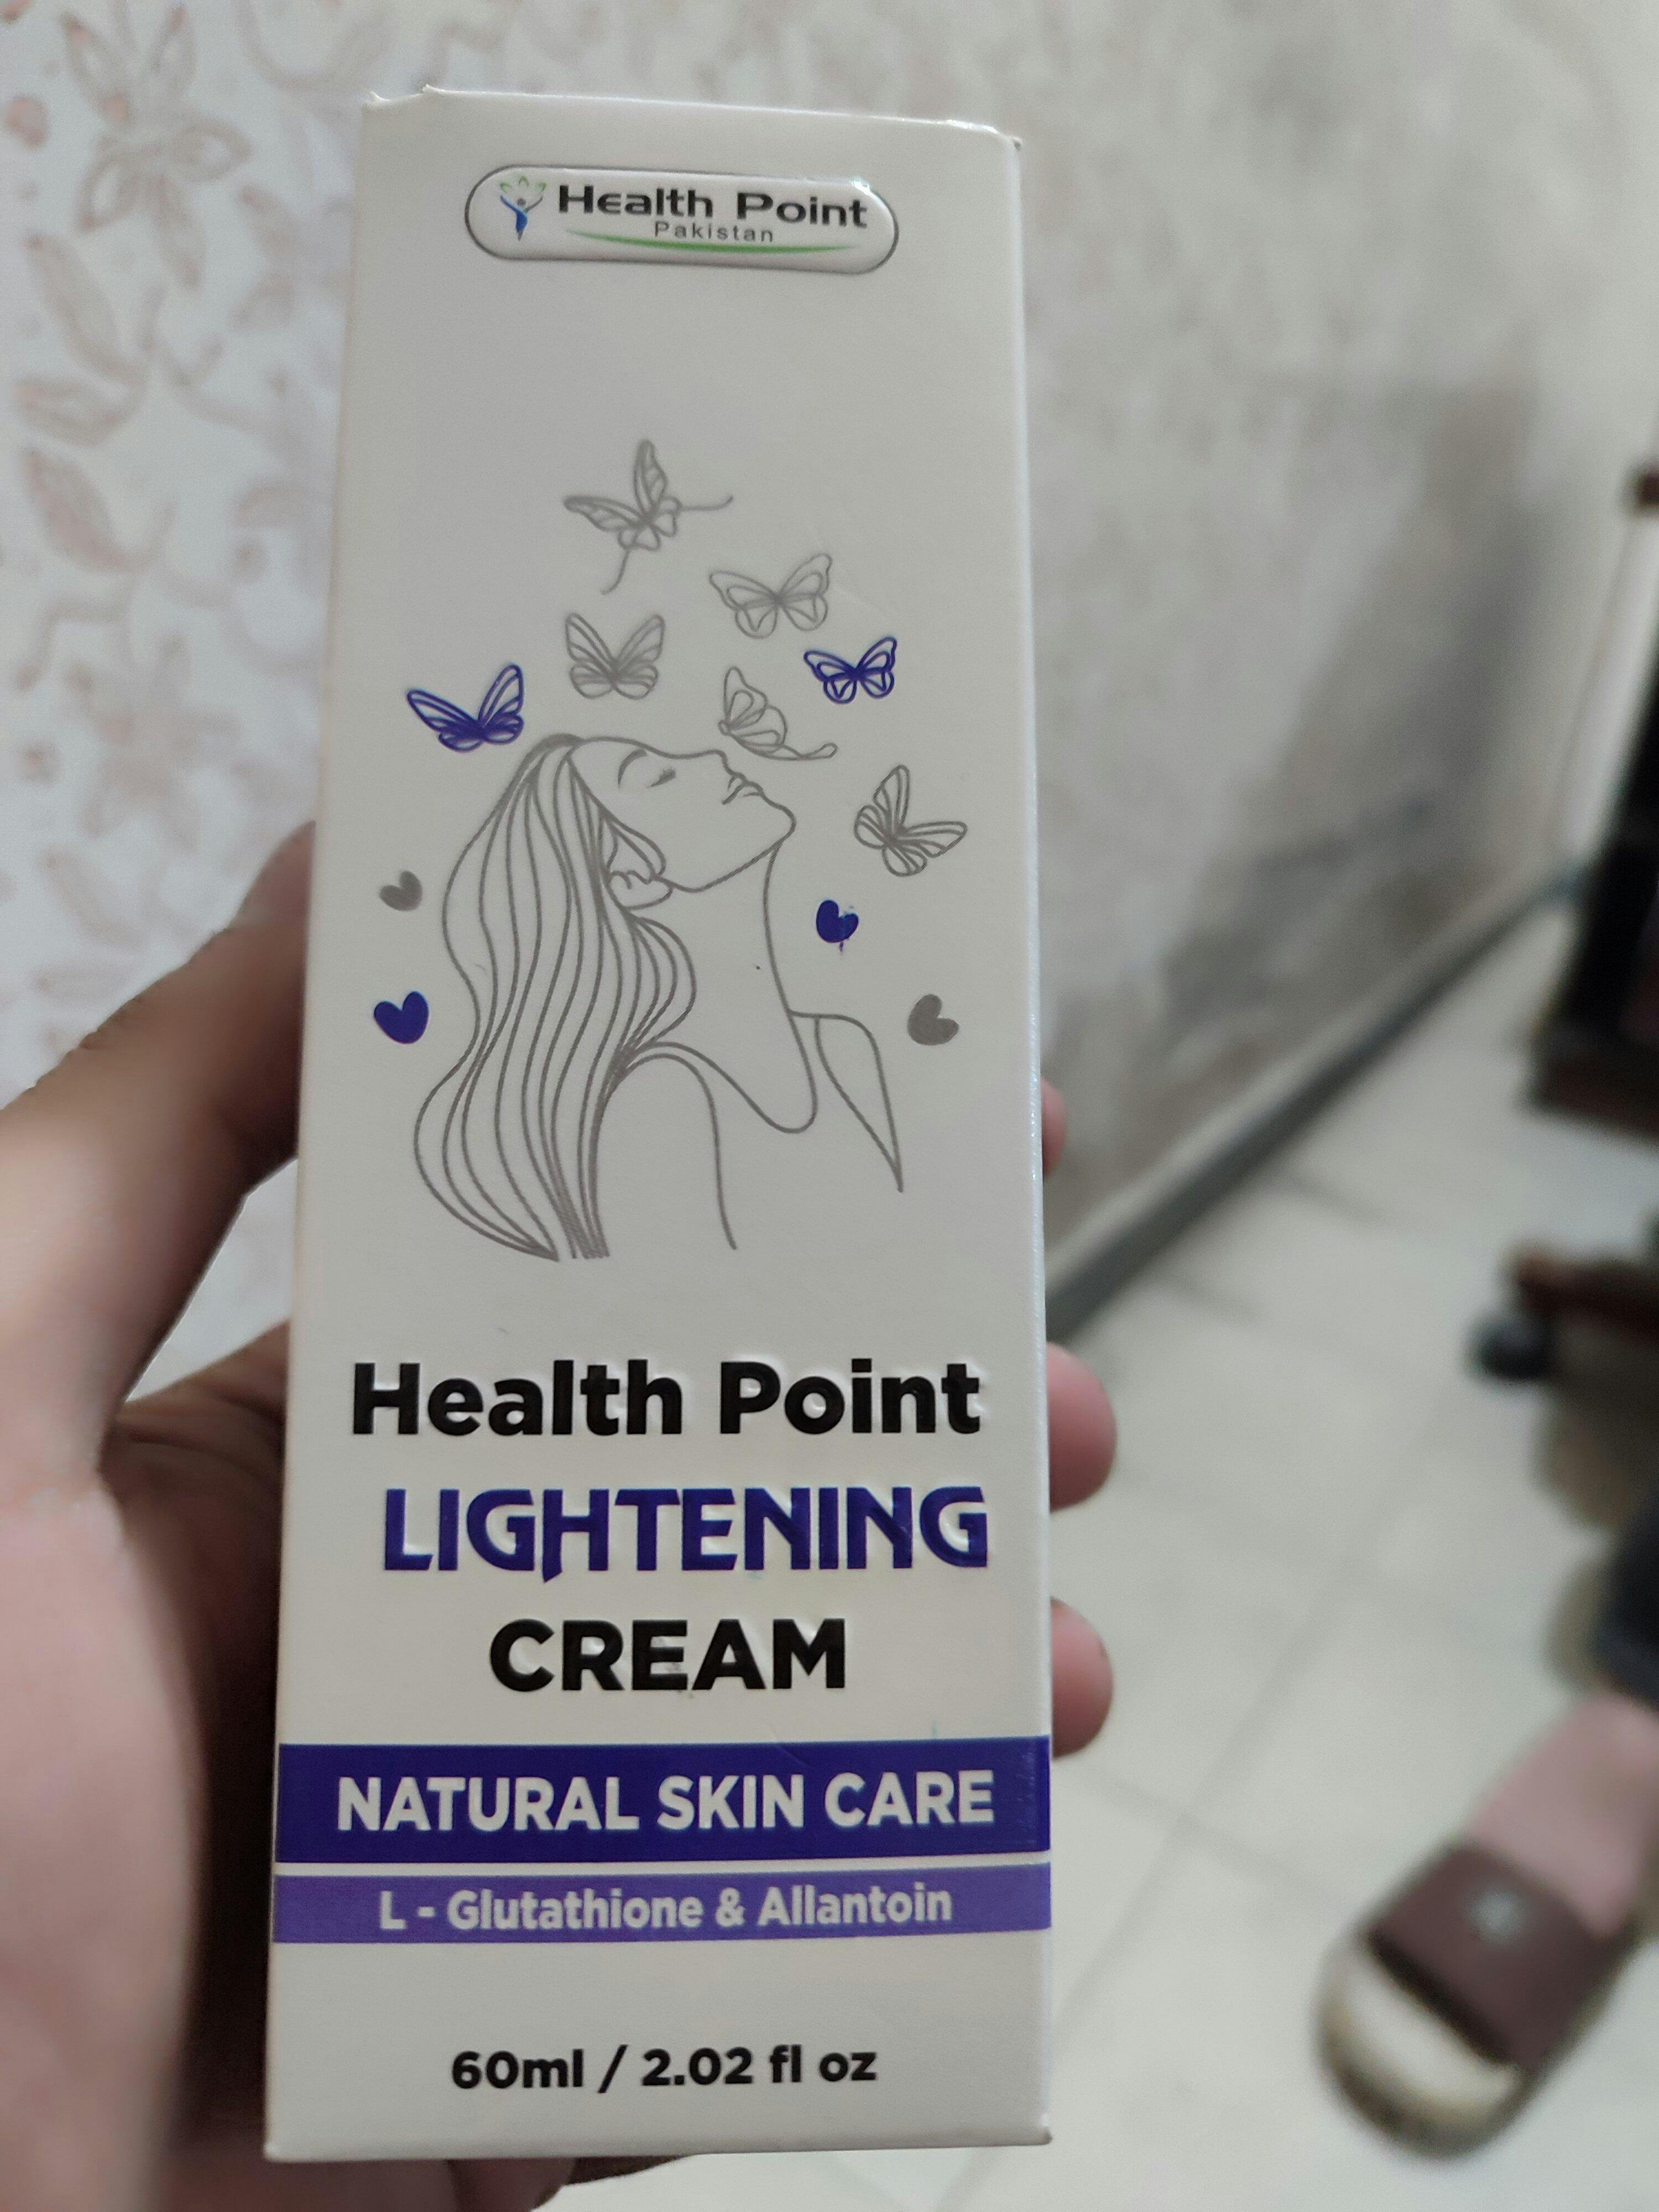 Health Point
Pakistan
Health Point
LIGHTENING
CREAM
NATURAL SKIN CARE
L - Glutathione & Allantoin
60ml / 2.02 fl oz